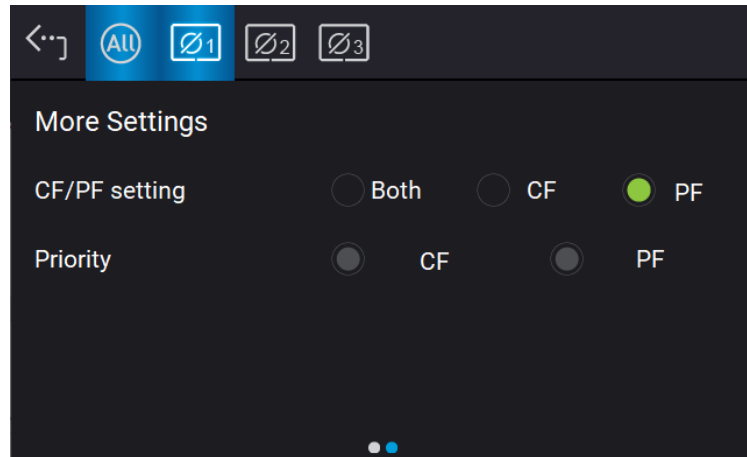 All Ø1 Ø2 Ø3
More Settings
CF/PF setting Both CF PF
Priority CF PF